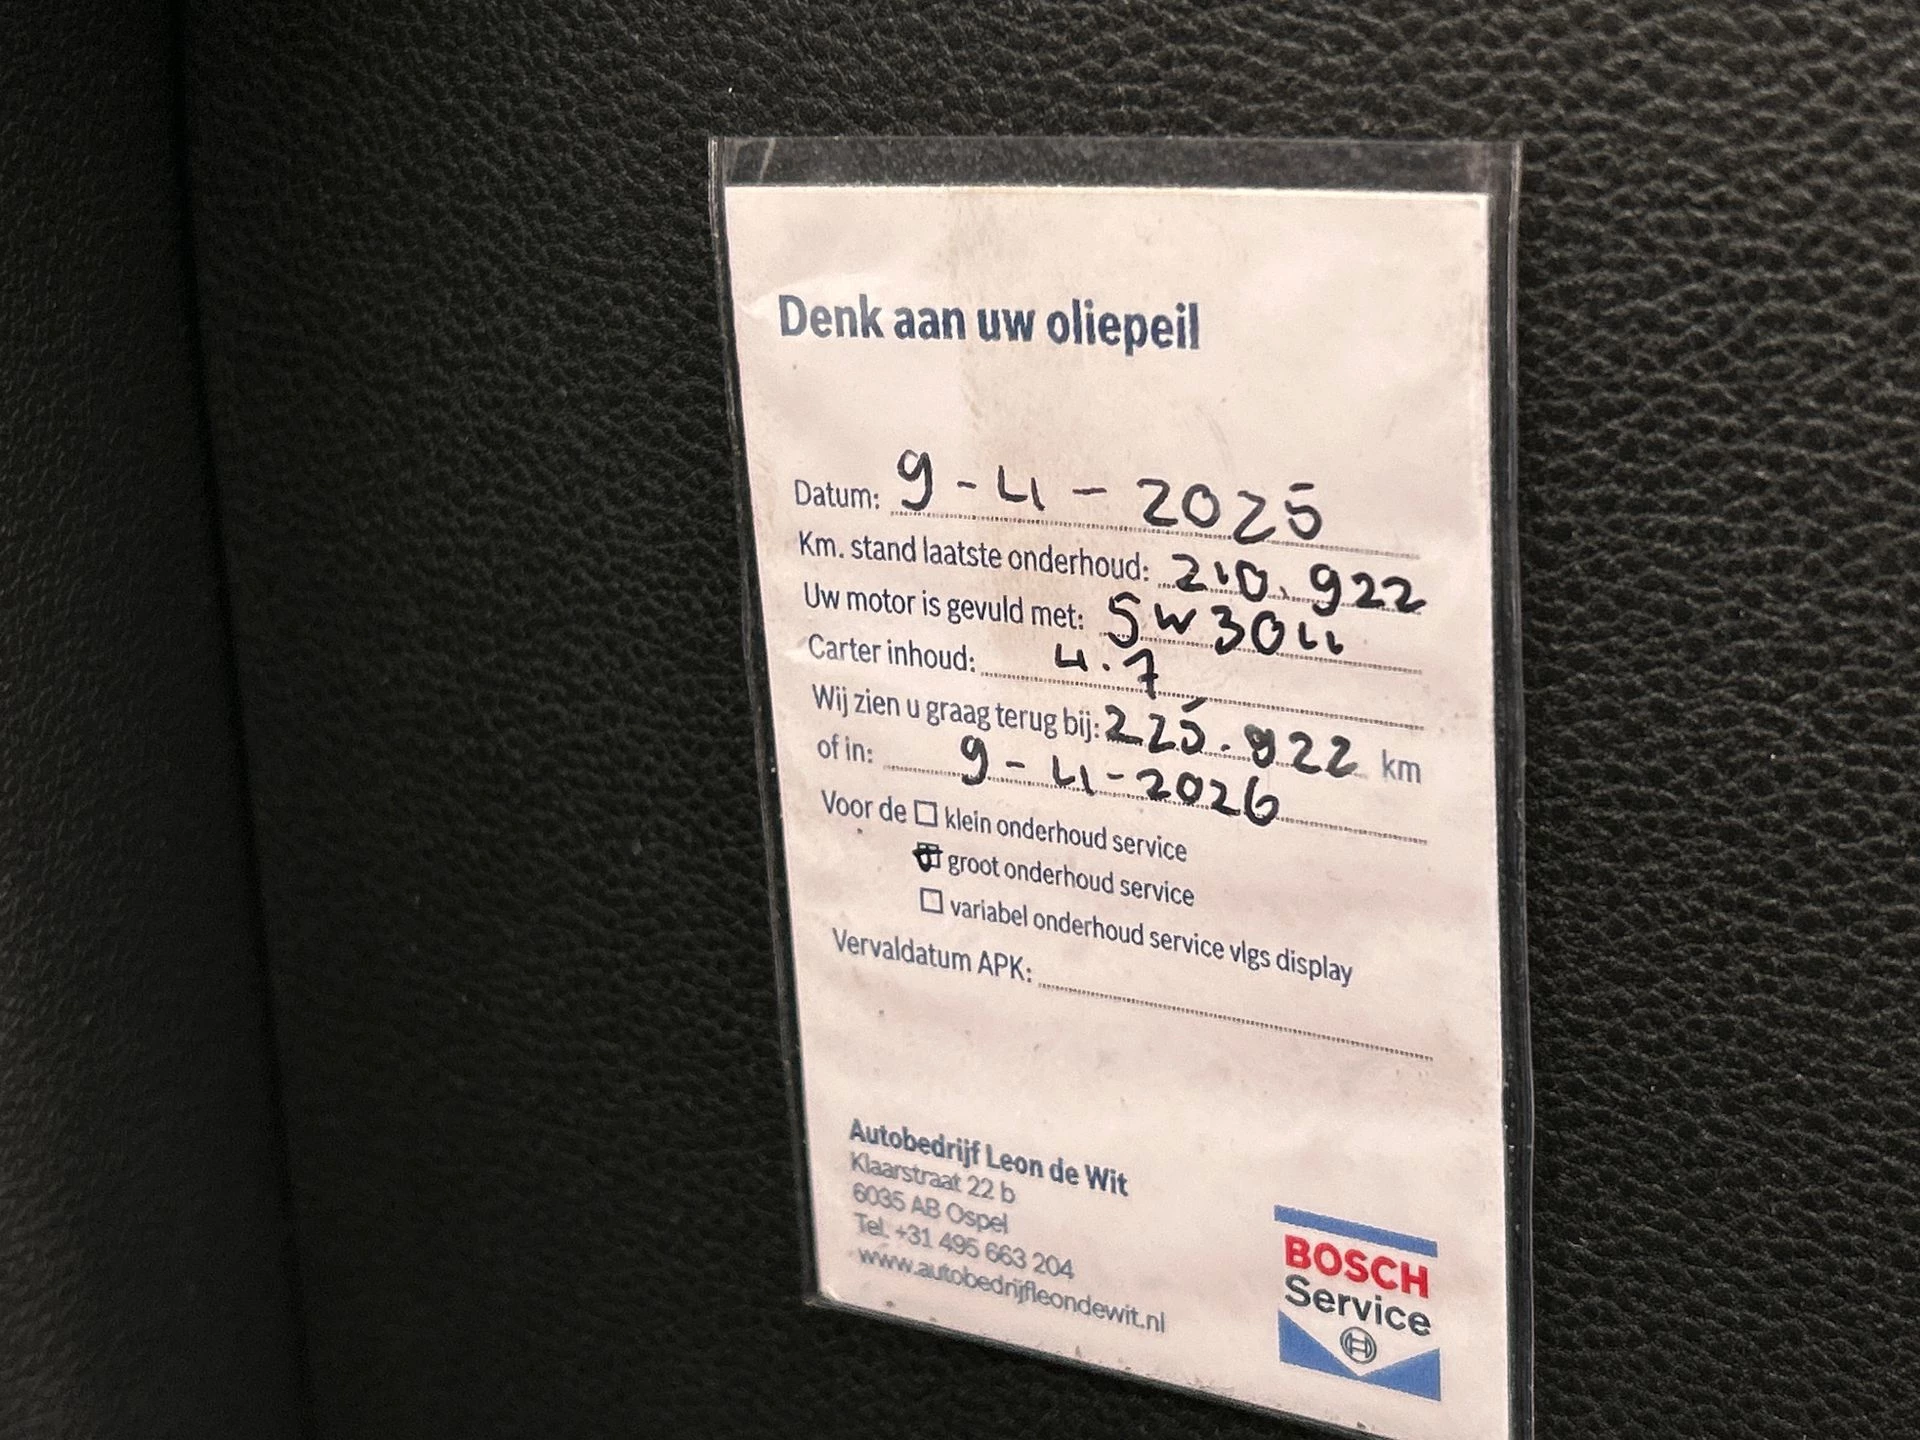 Denk aan uw oliepeil
Datum: 9-4-2025
Km. stand laatste onderhoud: 210.922
Uw motor is gevuld met: 5W30LL
Carter inhoud: 4.7
Wij zien u graag terug bij: 225.922 km
of in: 9-4-2026
Voor de ☐ klein onderhoud service
☒ groot onderhoud service
☐ variabel onderhoud service vlgs display
Vervaldatum APK:
Autobedrijf Leon de Wit
Klaarstraat 22 b
6035 AB Ospel
Tel. +31 495 663 204
www.autobedrijfleondewit.nl
BOSCH
Service